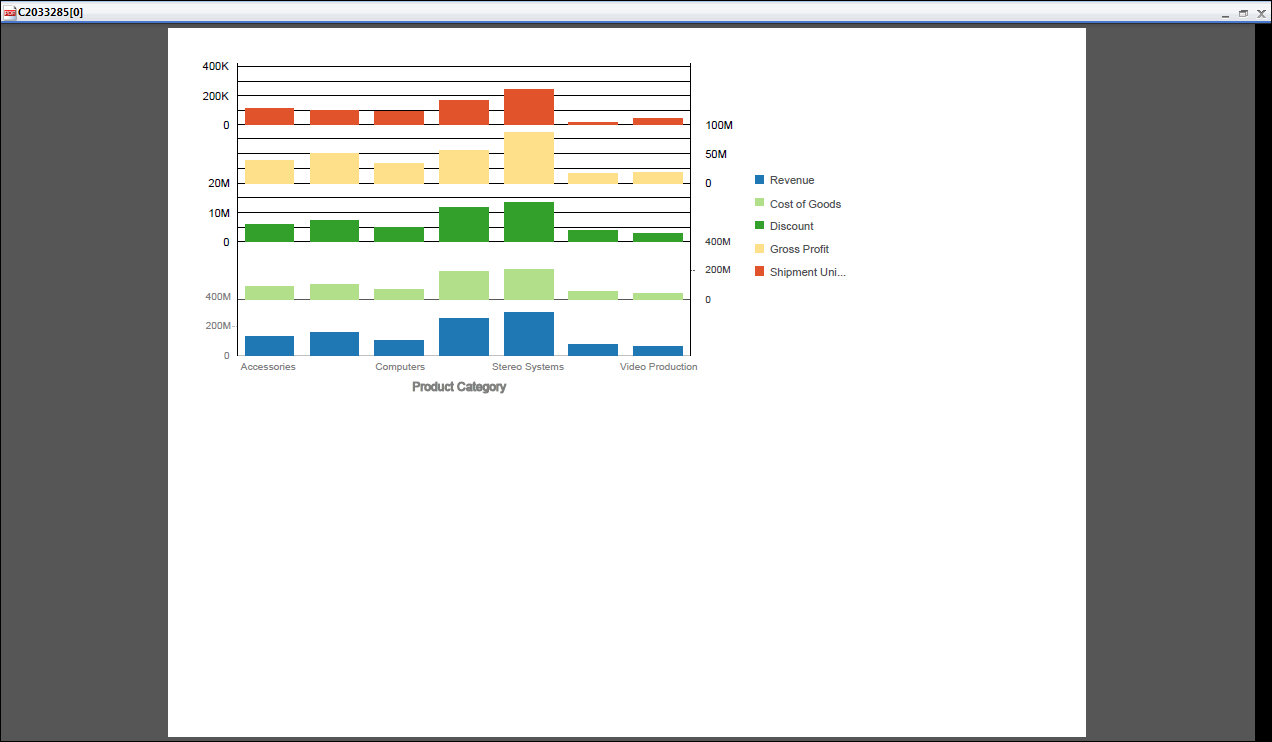 C2033285[0]
400K
200K
0
100M
50M
20M
0
10M
0
400M
200M
400M
0
200M
0
Revenue
Cost of Goods
Discount
Gross Profit
Shipment Uni...
Accessories Computers Stereo Systems Video Production
Product Category